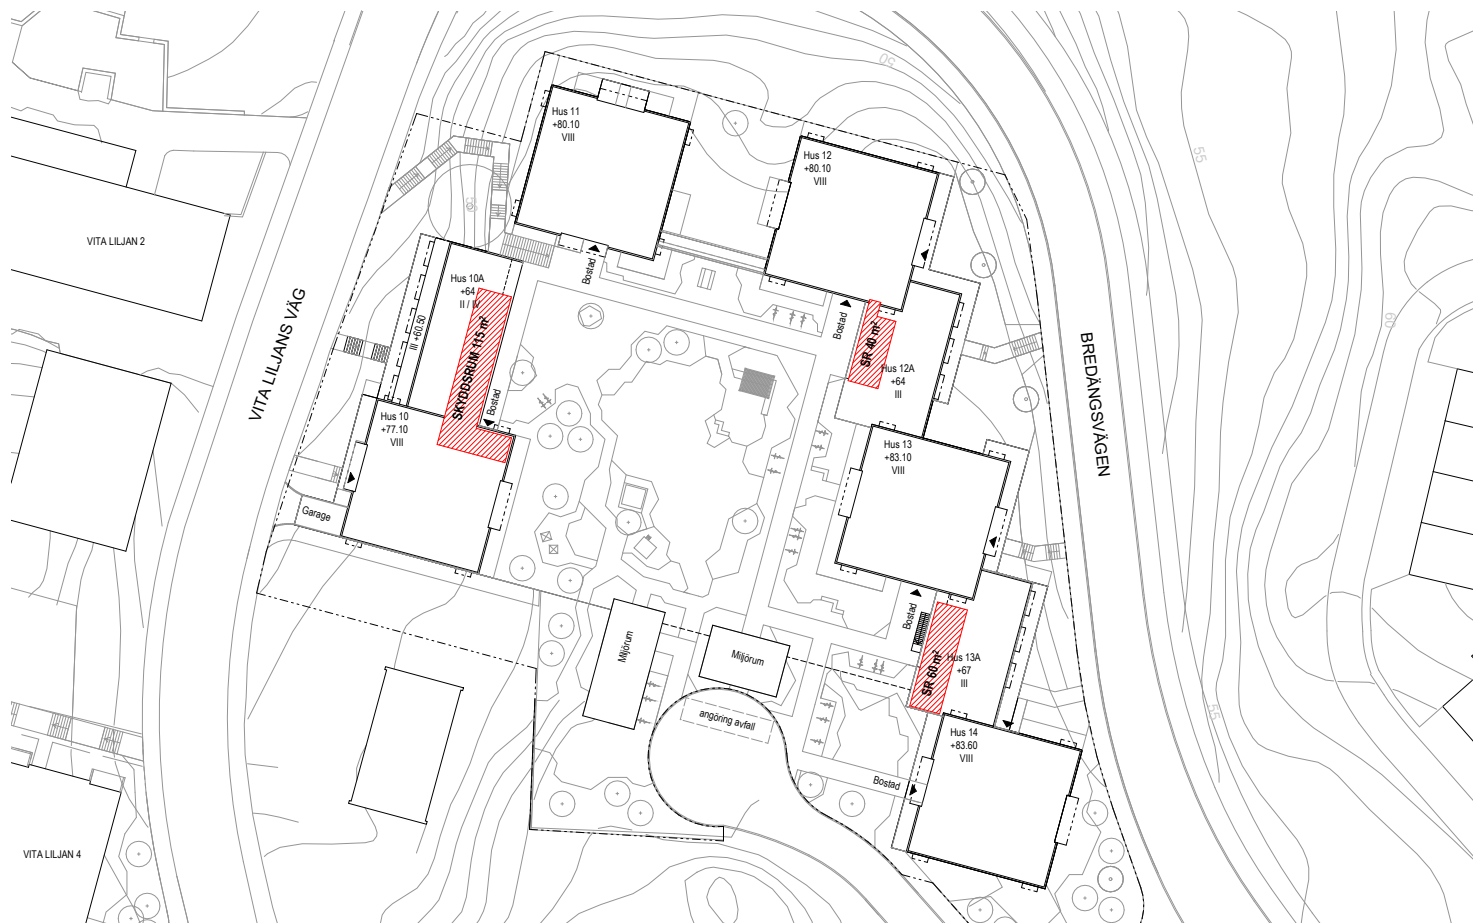 50
Hus 11
+80.10
VIII
Hus 12
+80.10
VIII
55
VITA LILJAN 2
Bostad
Hus 10A
+64
II / IV
III +60.50
SKYDDSRUM 115 m²
Bostad
VITA LILJANS VÄG
Bostad
SR 40 m²
Hus 12A
+64
III
BREDÄNGSVÄGEN
60
Hus 10
+77.10
VIII
Hus 13
+83.10
VIII
Garage
Bostad
Miljörum
Miljörum
SR 60 m²
Hus 13A
+67
III
angöring avfall
55
Hus 14
+83.60
VIII
Bostad
VITA LILJAN 4